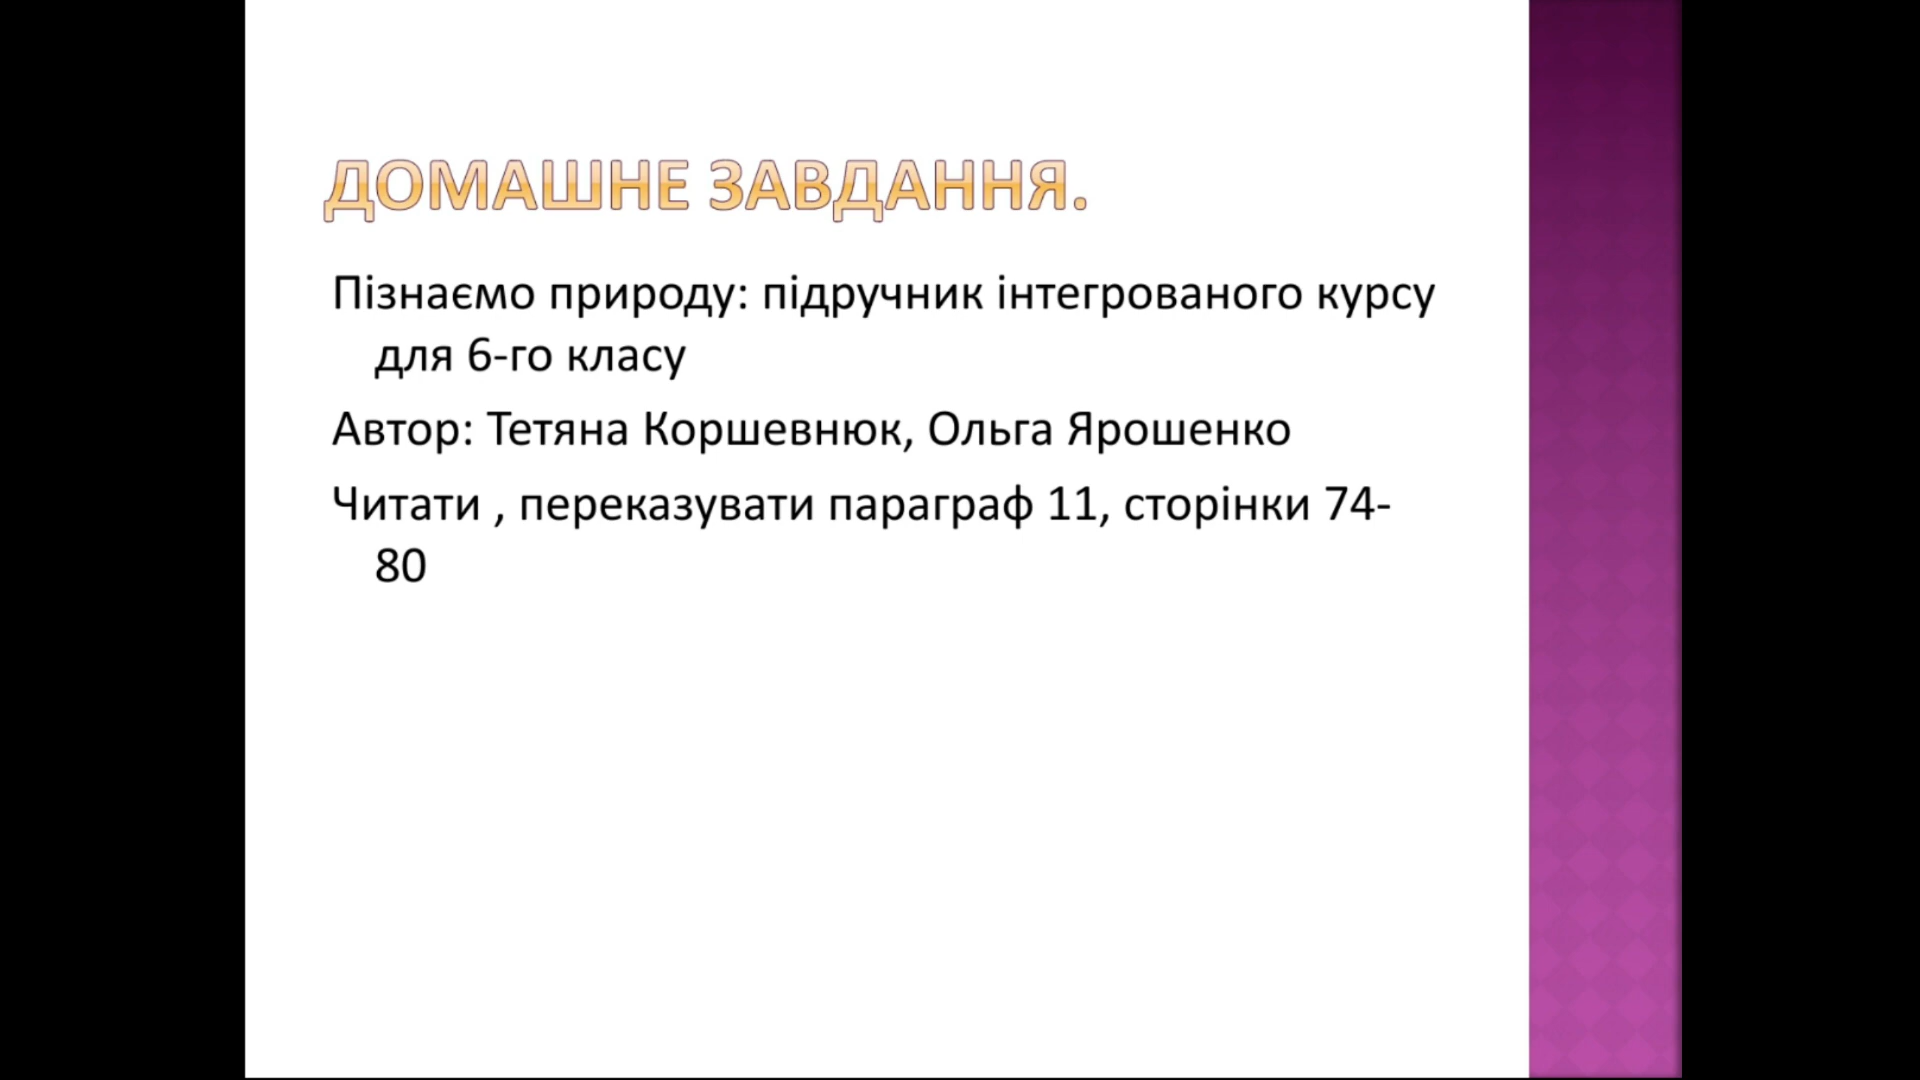 ДОМАШНЕ ЗАВДАННЯ.
Пізнаємо природу: підручник інтегрованого курсу
для 6-го класу
Автор: Тетяна Коршевнюк, Ольга Ярошенко
Читати , переказувати параграф 11, сторінки 74-
80